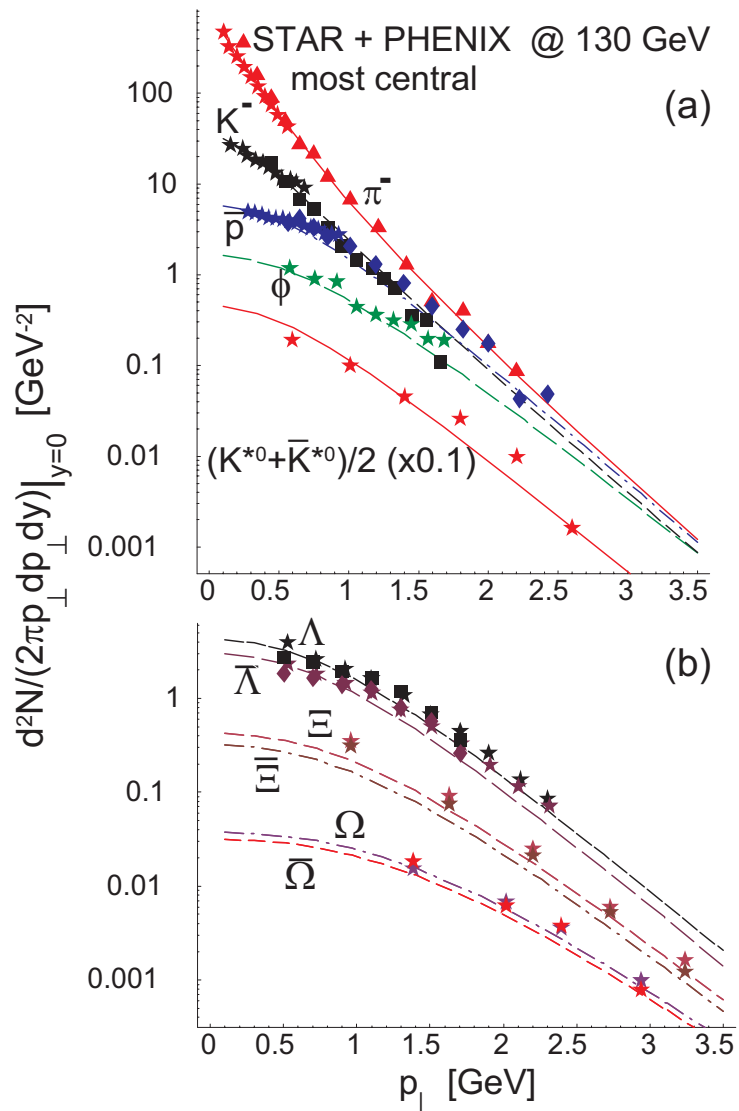 STAR + PHENIX @ 130 GeV
most central
(a)
100
10
1
0.1
0.01
0.001
K⁻
π⁻
p̅
ϕ
(K*⁰+K̅*⁰)/2 (x0.1)
0 0.5 1 1.5 2 2.5 3 3.5
d²N/(2πp⊥dp⊥dy)|y=0 [GeV⁻²]
(b)
1
0.1
0.01
0.001
Λ
Λ̅
Ξ
Ξ̅
Ω
Ω̅
0 0.5 1 1.5 2 2.5 3 3.5
p| [GeV]